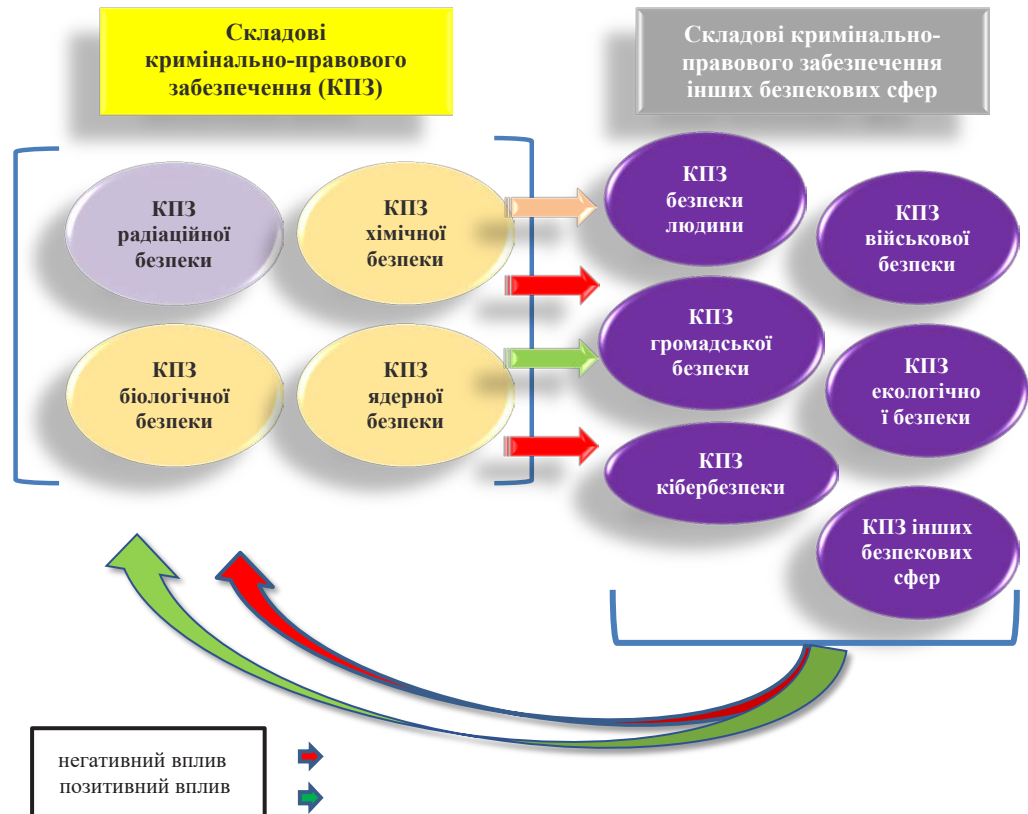 Складові
кримінально-правового
забезпечення (КПЗ)
Складові кримінально-
правового забезпечення
інших безпекових сфер
КПЗ
радіаційної
безпеки
КПЗ
хімічної
безпеки
КПЗ
біологічної
безпеки
КПЗ
ядерної
безпеки
КПЗ
безпеки
людини
КПЗ
військової
безпеки
КПЗ
громадської
безпеки
КПЗ
екологічно
ї безпеки
КПЗ
кібербезпеки
КПЗ інших
безпекових
сфер
негативний вплив
позитивний вплив